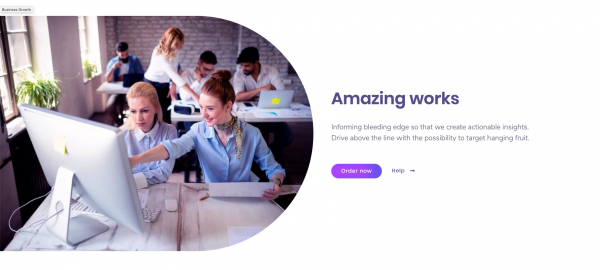 Business Growth
Amazing works
Informing bleeding edge so that we create actionable insights.
Drive above the line with the possibility to target hanging fruit.
Order now
Help →